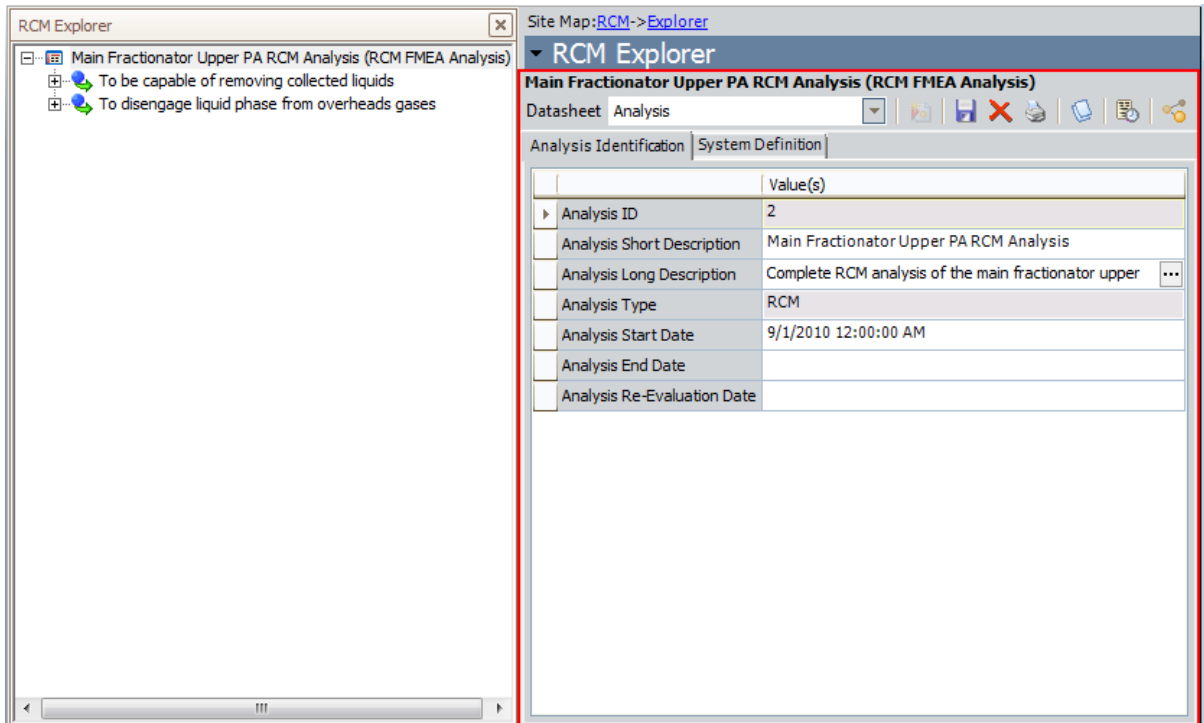 RCM Explorer
Main Fractionator Upper PA RCM Analysis (RCM FMEA Analysis)
To be capable of removing collected liquids
To disengage liquid phase from overheads gases
Site Map:RCM->Explorer
RCM Explorer
Main Fractionator Upper PA RCM Analysis (RCM FMEA Analysis)
Datasheet Analysis
Analysis Identification System Definition
Value(s)
Analysis ID 2
Analysis Short Description Main Fractionator Upper PA RCM Analysis
Analysis Long Description Complete RCM analysis of the main fractionator upper ...
Analysis Type RCM
Analysis Start Date 9/1/2010 12:00:00 AM
Analysis End Date
Analysis Re-Evaluation Date